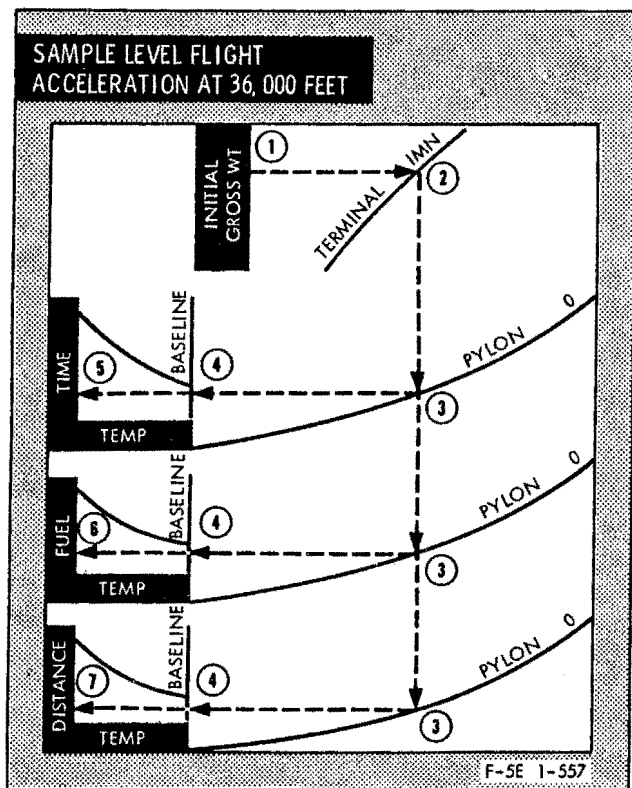 SAMPLE LEVEL FLIGHT
ACCELERATION AT 36,000 FEET
INITIAL
GROSS WT
1
TERMINAL IMN
2
TIME
5
BASELINE
4
TEMP
PYLON 0
3
FUEL
6
BASELINE
4
TEMP
PYLON 0
3
DISTANCE
7
BASELINE
4
TEMP
PYLON 0
3
F-5E 1-557